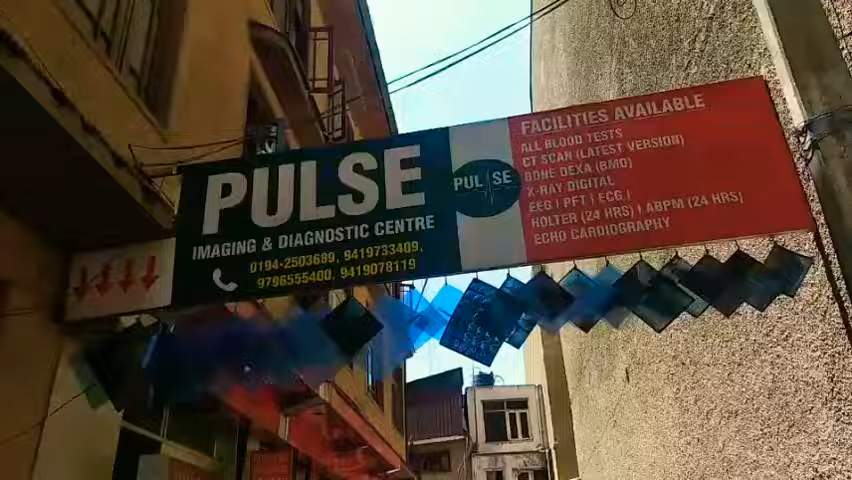 PULSE
IMAGING & DIAGNOSTIC CENTRE
0194-2503689, 9419733409,
9796555400, 9419078119
PULSE
FACILITIES AVAILABLE
ALL BLOOD TESTS
CT SCAN (LATEST VERSION)
BONE DEXA (BMD)
X-RAY DIGITAL
EEG | PFT | ECG |
HOLTER (24 HRS) | ABPM (24 HRS)
ECHO CARDIOGRAPHY